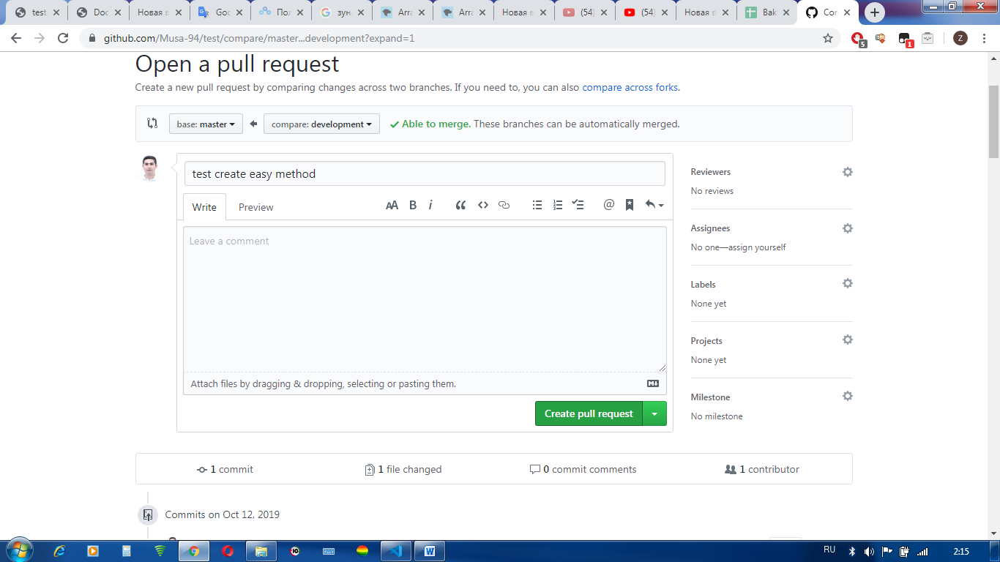 test
Doc
Новая в
Goo
Пол
зун
Arra
Arra
Новая в
(54)
(54)
Новая в
Bak
Con
github.com/Musa-94/test/compare/master...development?expand=1
5
1
Z
Open a pull request
Create a new pull request by comparing changes across two branches. If you need to, you can also compare across forks.
base: master compare: development Able to merge. These branches can be automatically merged.
test create easy method
Reviewers
No reviews
Write Preview
AA B i @
Leave a comment
Assignees
No one—assign yourself
Labels
None yet
Projects
None yet
Attach files by dragging & dropping, selecting or pasting them.
Milestone
No milestone
Create pull request
1 commit 1 file changed 0 commit comments 1 contributor
Commits on Oct 12, 2019
RU 2:15